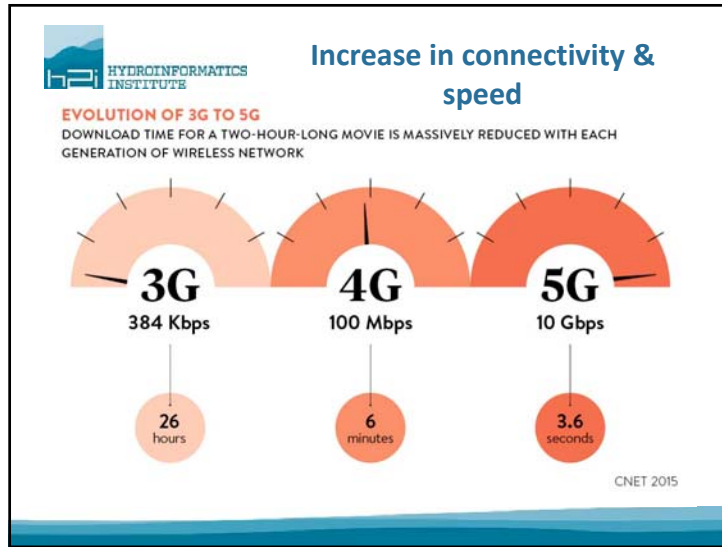 h2i
HYDROINFORMATICS
INSTITUTE
Increase in connectivity &
speed
EVOLUTION OF 3G TO 5G
DOWNLOAD TIME FOR A TWO-HOUR-LONG MOVIE IS MASSIVELY REDUCED WITH EACH
GENERATION OF WIRELESS NETWORK
3G 4G 5G
384 Kbps 100 Mbps 10 Gbps
26 6 3.6
hours minutes seconds
CNET 2015